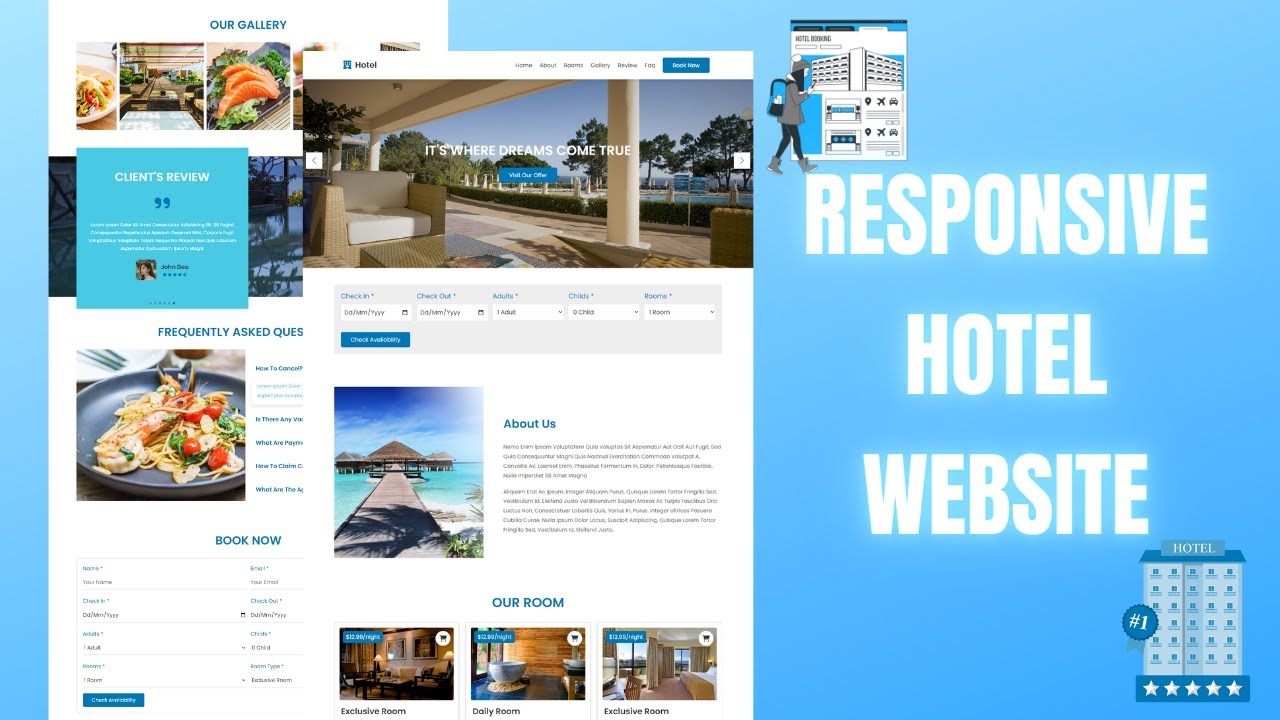 OUR GALLERY
CLIENT'S REVIEW
Lorem Ipsum Dolor Sit Amet Consectetur Adipisicing Elit. Sit Fugiat
Consequuntur Repellendus Aperiam Deserunt Nihil, Corporis Fugit
Voluptatibus Voluptate Totam Neque Illo Placeat Eius Quis Laborum
Aspernatur Quibusdam Ipsum, Magni.
John Deo
FREQUENTLY ASKED QUES
How To Cancel?
Lorem Ipsum Dolor
Aspernatur Excepturi
Is There Any Va
What Are Paym
How To Claim C
What Are The Ag
BOOK NOW
Name * Email *
Your Name Your Email
Check In * Check Out *
Dd/Mm/Yyyy Dd/Mm/Yyyy
Adults * Childs *
1 Adult 0 Child
Rooms * Room Type *
1 Room Exclusive Room
Check Availability
Hotel Home About Rooms Gallery Review Faq Book Now
IT'S WHERE DREAMS COME TRUE
Visit Our Offer
Check In * Check Out * Adults * Childs * Rooms *
Dd/Mm/Yyyy Dd/Mm/Yyyy 1 Adult 0 Child 1 Room
Check Availability
About Us
Nemo Enim Ipsam Voluptatem Quia Voluptas Sit Aspernatur Aut Odit Aut Fugit, Sed
Quia Consequuntur Magni Quis Nostrud Exercitation Commodo Volutpat A,
Convallis Ac, Laoreet Enim. Phasellus Fermentum In, Dolor. Pellentesque Facilisis.
Nulla Imperdiet Sit Amet Magna.
Aliquam Erat Ac Ipsum. Integer Aliquam Purus. Quisque Lorem Tortor Fringilla Sed,
Vestibulum Id, Eleifend Justo Vel Bibendum Sapien Massa Ac Turpis Faucibus Orci
Luctus Non, Consectetuer Lobortis Quis, Varius In, Purus. Integer Ultrices Posuere
Cubilia Curae, Nulla Ipsum Dolor Lacus, Suscipit Adipiscing. Quisque Lorem Tortor
Fringilla Sed, Vestibulum Id, Eleifend Justo.
OUR ROOM
$12.99/night $12.99/night $12.99/night
Exclusive Room Daily Room Exclusive Room
HOTEL BOOKING
RESPONSIVE
HOTEL
WEBSITE
HOTEL
#1